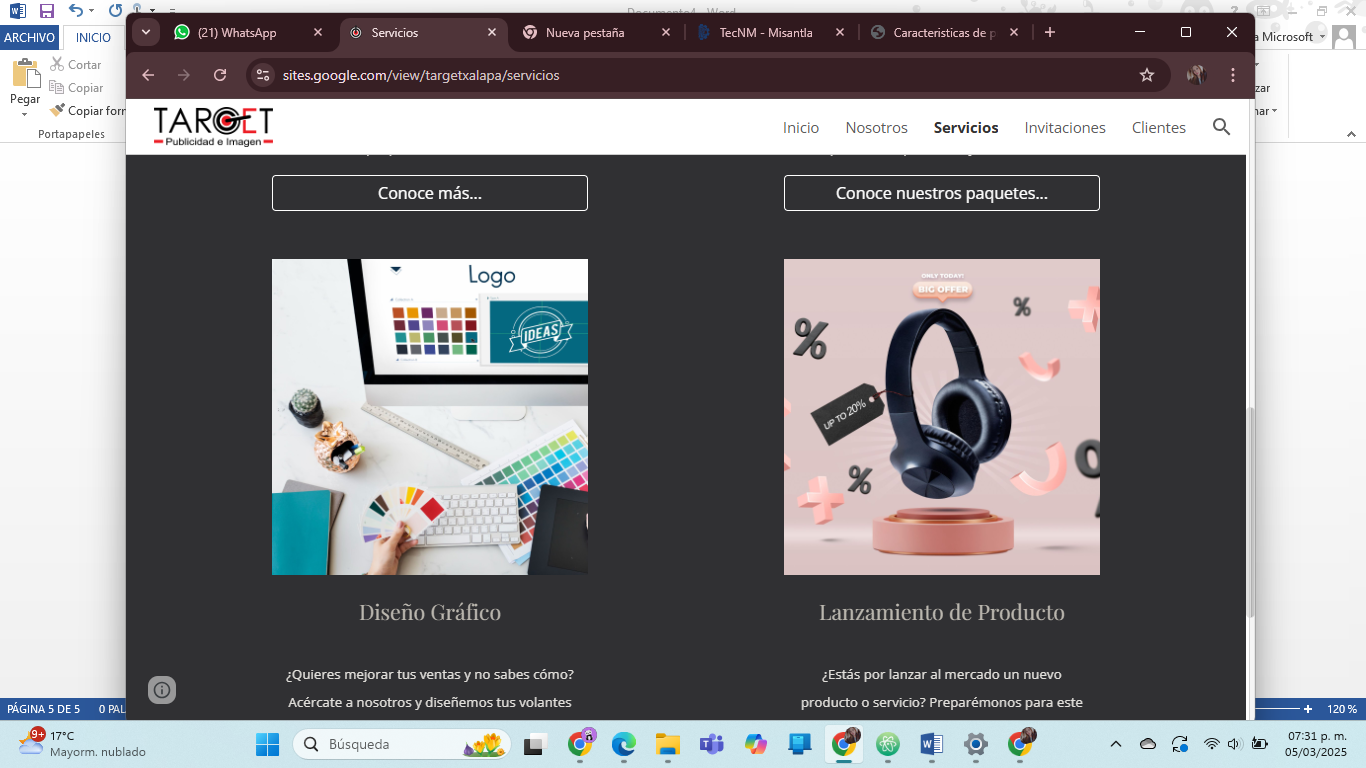 Documento4 - Word
ARCHIVO
INICIO
a Microsoft
Pegar
Cortar
Copiar
Copiar for
Portapapeles
zar
nar
(21) WhatsApp
Servicios
Nueva pestaña
TecNM - Misantla
Caracteristicas de p
sites.google.com/view/targetxalapa/servicios
TARGET
Publicidad e Imagen
Inicio
Nosotros
Servicios
Invitaciones
Clientes
Conoce más...
Conoce nuestros paquetes...
Logo
IDEAS
ONLY TODAY!
BIG OFFER
UP TO 20%
Diseño Gráfico
Lanzamiento de Producto
¿Quieres mejorar tus ventas y no sabes cómo?
Acércate a nosotros y diseñemos tus volantes
¿Estás por lanzar al mercado un nuevo
producto o servicio? Preparémonos para este
PÁGINA 5 DE 5
0 PAL
120 %
9+
17°C
Mayorm. nublado
Búsqueda
07:31 p. m.
05/03/2025